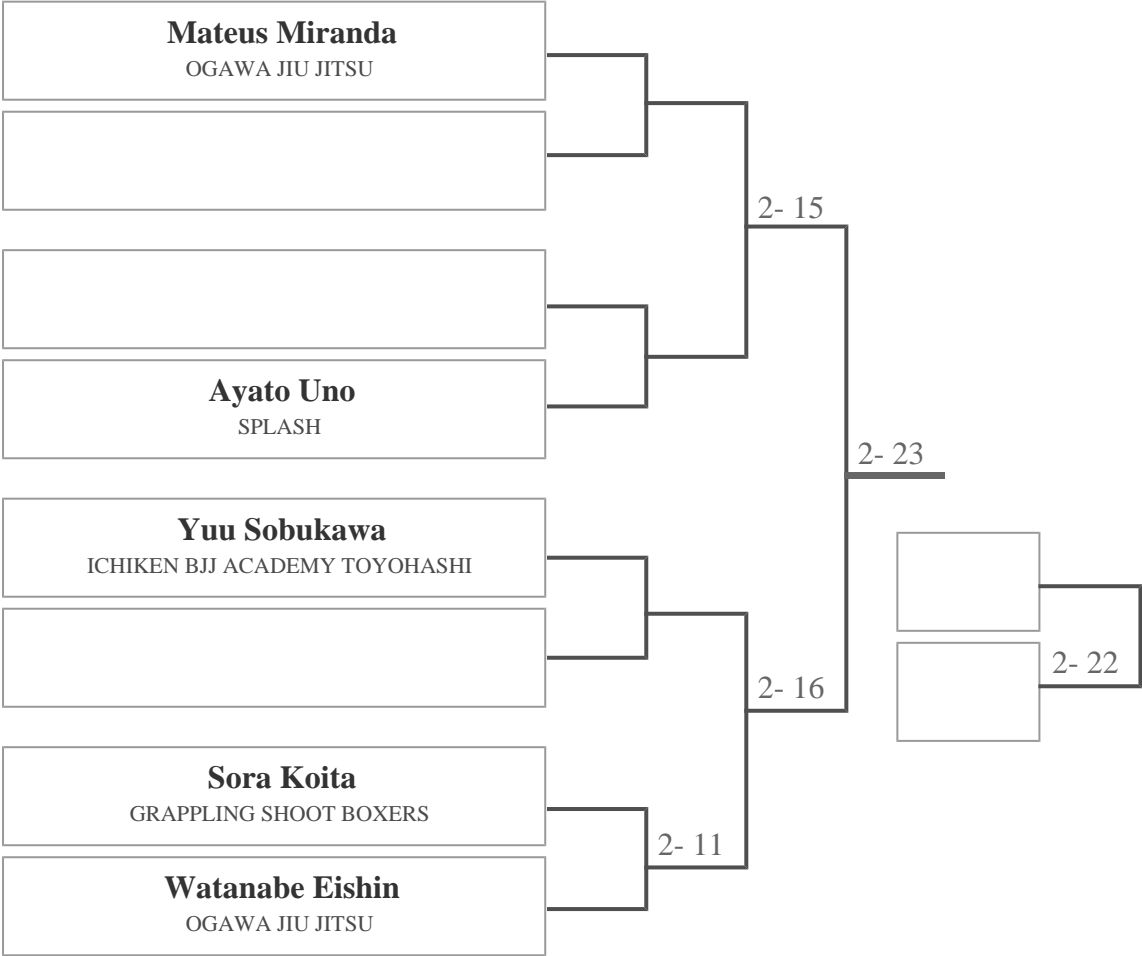 Mateus Miranda
OGAWA JIU JITSU
2- 15
Ayato Uno
SPLASH
2- 23
Yuu Sobukawa
ICHIKEN BJJ ACADEMY TOYOHASHI
2- 22
2- 16
Sora Koita
GRAPPLING SHOOT BOXERS
2- 11
Watanabe Eishin
OGAWA JIU JITSU